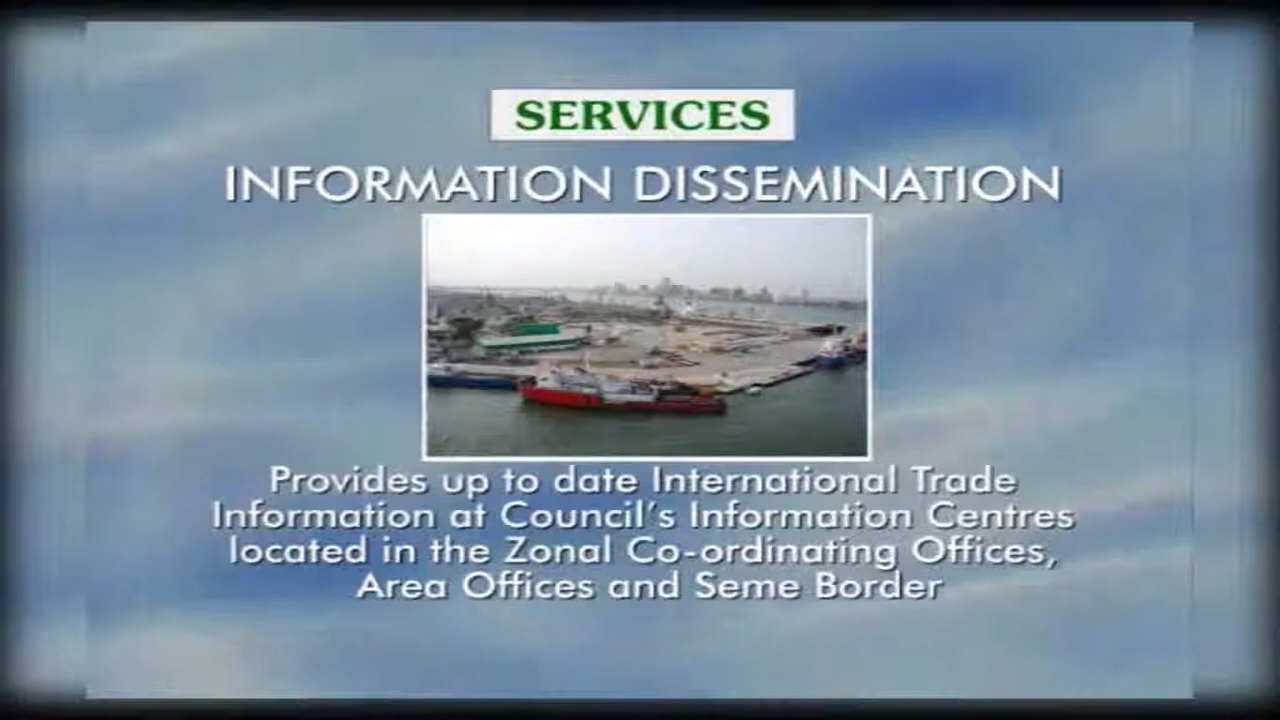 SERVICES
INFORMATION DISSEMINATION
Provides up to date International Trade
Information at Council's Information Centres
located in the Zonal Co-ordinating Offices,
Area Offices and Seme Border